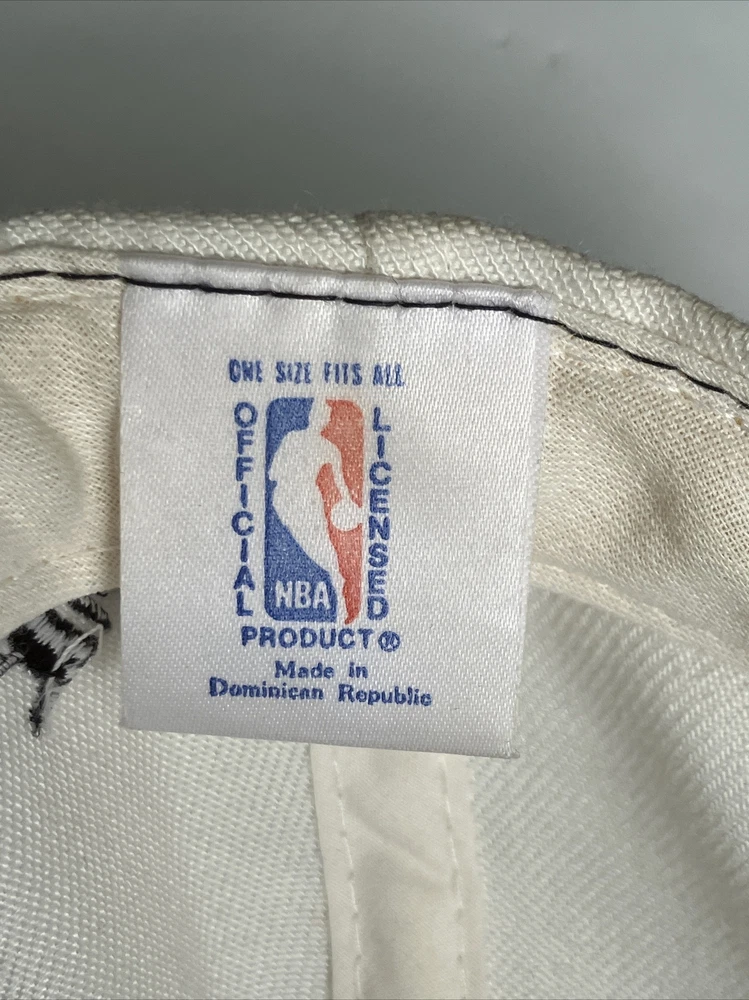 ONE SIZE FITS ALL
OFFICIAL
LICENSED
NBA
PRODUCT®
Made in
Dominican Republic